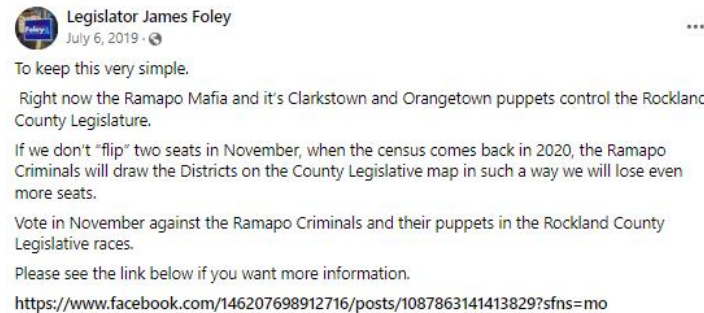 Legislator James Foley
Foley
July 6, 2019 ·
To keep this very simple.
Right now the Ramapo Mafia and it's Clarkstown and Orangetown puppets control the Rockland
County Legislature.
If we don't "flip" two seats in November, when the census comes back in 2020, the Ramapo
Criminals will draw the Districts on the County Legislative map in such a way we will lose even
more seats.
Vote in November against the Ramapo Criminals and their puppets in the Rockland County
Legislative races.
Please see the link below if you want more information.
https://www.facebook.com/146207698912716/posts/1087863141413829?sfns=mo